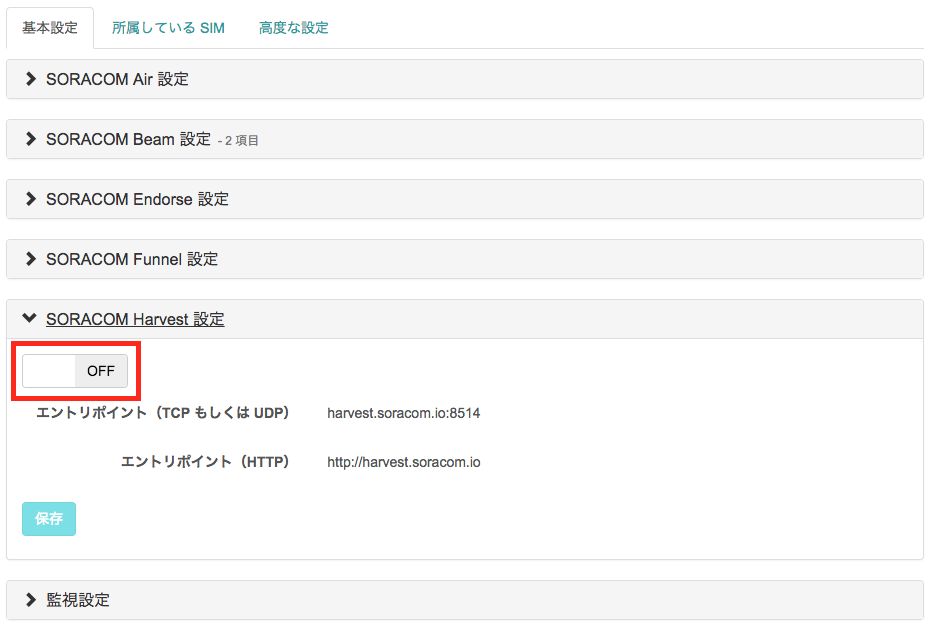 基本設定 所属している SIM 高度な設定
SORACOM Air 設定
SORACOM Beam 設定 - 2 項目
SORACOM Endorse 設定
SORACOM Funnel 設定
SORACOM Harvest 設定
OFF
エントリポイント（TCP もしくは UDP） harvest.soracom.io:8514
エントリポイント（HTTP） http://harvest.soracom.io
保存
監視設定